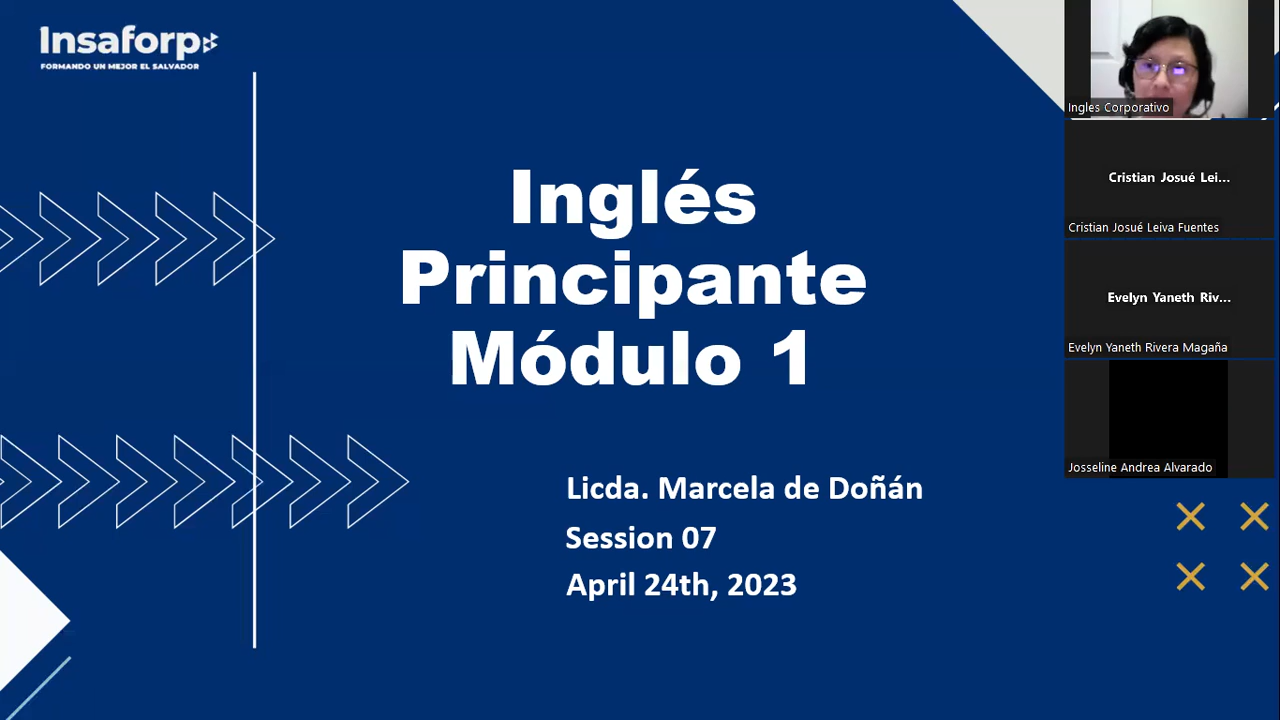 Insaforp
FORMANDO UN MEJOR EL SALVADOR
Inglés
Principante
Módulo 1
Licda. Marcela de Doñán
Session 07
April 24th, 2023
Ingles Corporativo
Cristian Josué Lei...
Cristian Josué Leiva Fuentes
Evelyn Yaneth Riv...
Evelyn Yaneth Rivera Magaña
Josseline Andrea Alvarado